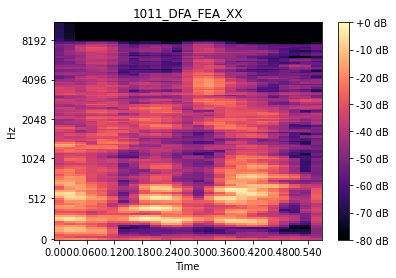 1011_DFA_FEA_XX
+0 dB
8192
-10 dB
4096
-20 dB
-30 dB
2048
Hz
-40 dB
1024
-50 dB
512
-60 dB
-70 dB
0
-80 dB
0.0000.0600.1200.1800.2400.3000.3600.4200.4800.540
Time